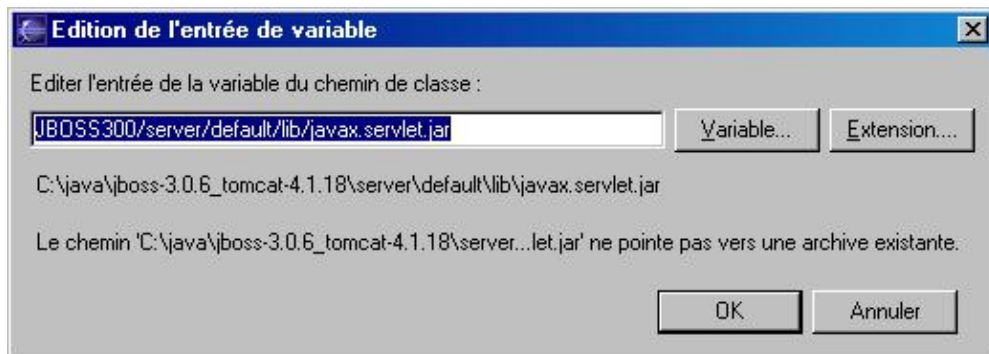 Edition de l'entrée de variable
Editer l'entrée de la variable du chemin de classe :
JBOSS300/server/default/lib/javax.servlet.jar
Variable...
Extension....
C:\java\jboss-3.0.6_tomcat-4.1.18\server\default\lib\javax.servlet.jar
Le chemin 'C:\java\jboss-3.0.6_tomcat-4.1.18\server...let.jar' ne pointe pas vers une archive existante.
OK
Annuler